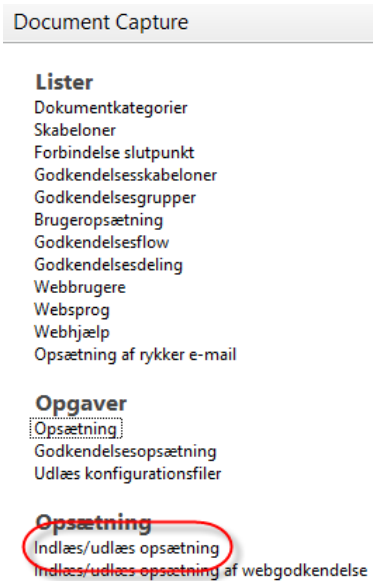 Document Capture
Lister
Dokumentkategorier
Skabeloner
Forbindelse slutpunkt
Godkendelsesskabeloner
Godkendelsesgrupper
Brugeropsætning
Godkendelsesflow
Godkendelsesdeling
Webbrugere
Websprog
Webhjælp
Opsætning af rykker e-mail
Opgaver
Opsætning
Godkendelsesopsætning
Udlæs konfigurationsfiler
Opsætning
Indlæs/udlæs opsætning
Indlæs/udlæs opsætning af webgodkendelse